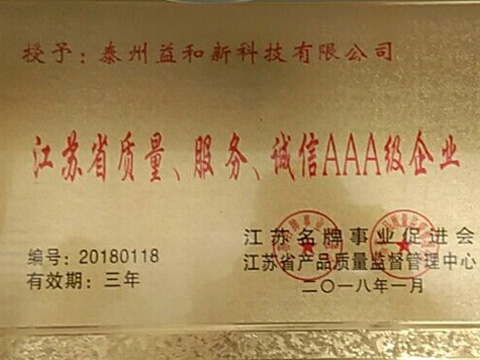 授予：泰州益和新科技有限公司
江苏省质量、服务、诚信AAA级企业
江苏名牌事业促进会
编号：20180118
江苏省产品质量监督管理中心
有效期：三年
二〇一八年一月